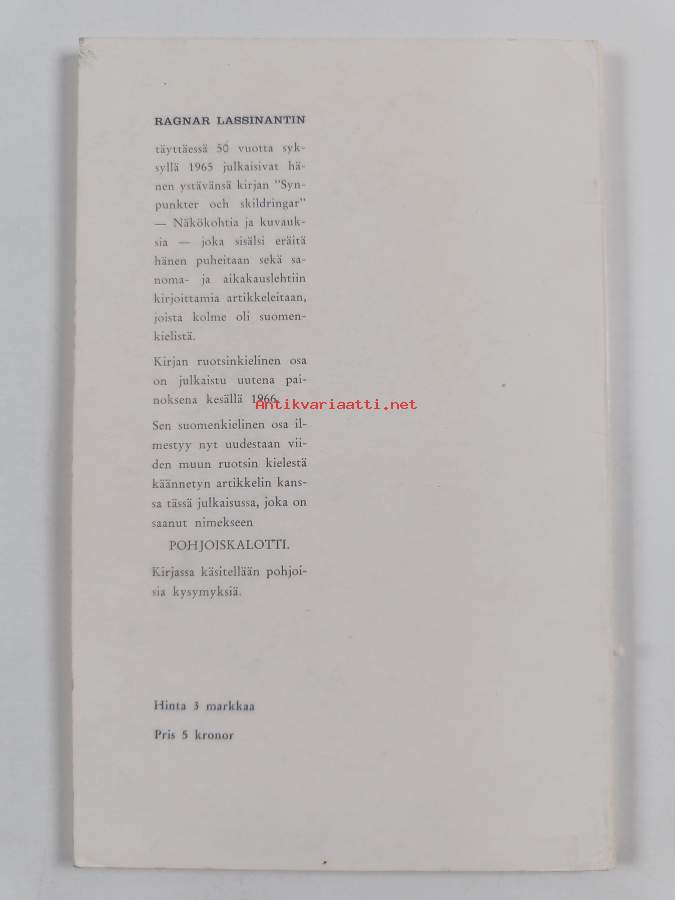 RAGNAR LASSINANTIN
täyttäessä 50 vuotta syk-
syllä 1965 julkaisivat hä-
nen ystävänsä kirjan "Syn-
punkter och skildringar"
— Näkökohtia ja kuvauk-
sia — joka sisälsi eräitä
hänen puheitaan sekä sa-
noma- ja aikakauslehtiin
kirjoittamia artikkeleitaan,
joista kolme oli suomen-
kielistä.
Kirjan ruotsinkielinen osa
on julkaistu uutena pai-
noksena kesällä 1966.
Antikvariaatti.net
Sen suomenkielinen osa il-
mestyy nyt uudestaan vii-
den muun ruotsin kielestä
käännetyn artikkelin kans-
sa tässä julkaisussa, joka on
saanut nimekseen
POHJOISKALOTTI.
Kirjassa käsitellään pohjoi-
sia kysymyksiä.
Hinta 3 markkaa
Pris 5 kronor